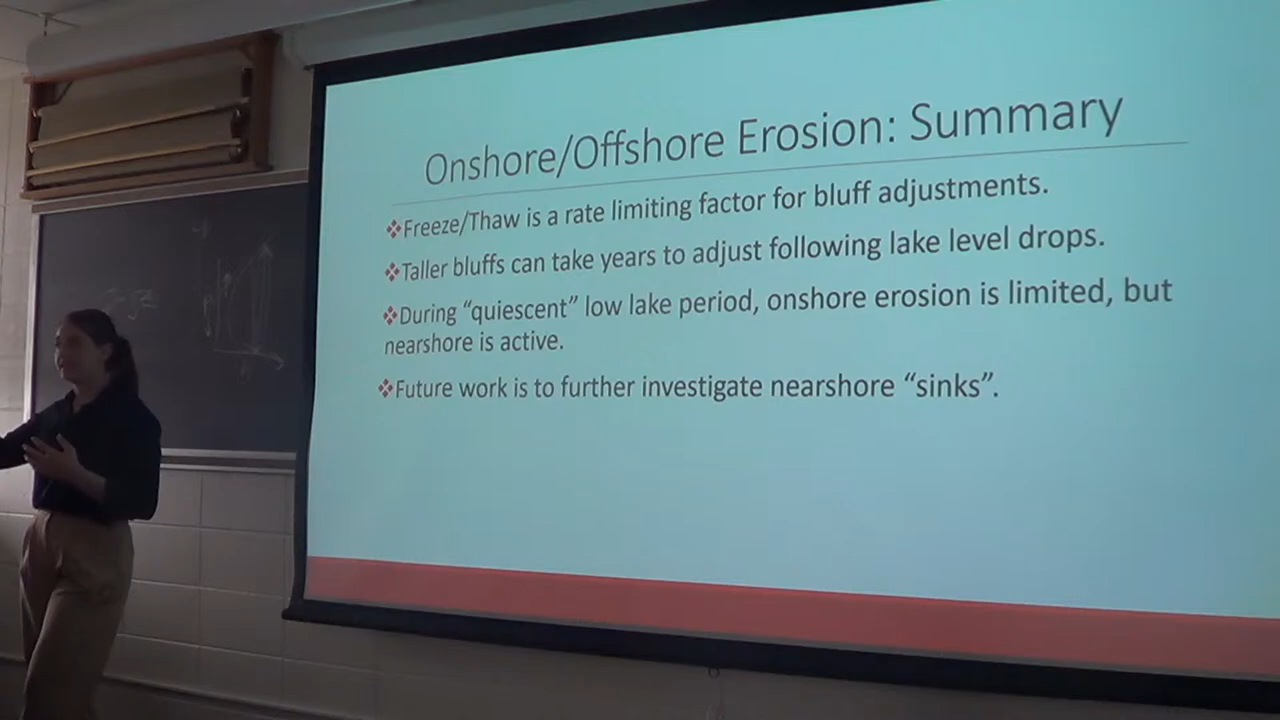 Onshore/Offshore Erosion: Summary
❖Freeze/Thaw is a rate limiting factor for bluff adjustments.
❖Taller bluffs can take years to adjust following lake level drops.
❖During “quiescent” low lake period, onshore erosion is limited, but
nearshore is active.
❖Future work is to further investigate nearshore “sinks”.